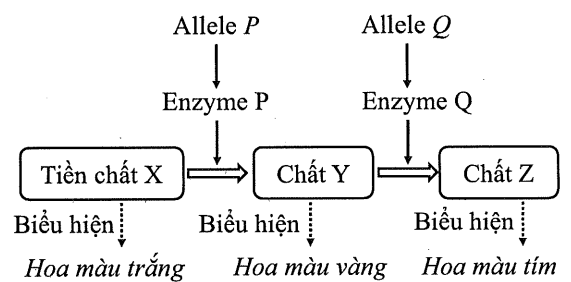 Allele P Allele Q
Enzyme P Enzyme Q
Tiền chất X Chất Y Chất Z
Biểu hiện Biểu hiện Biểu hiện
Hoa màu trắng Hoa màu vàng Hoa màu tím